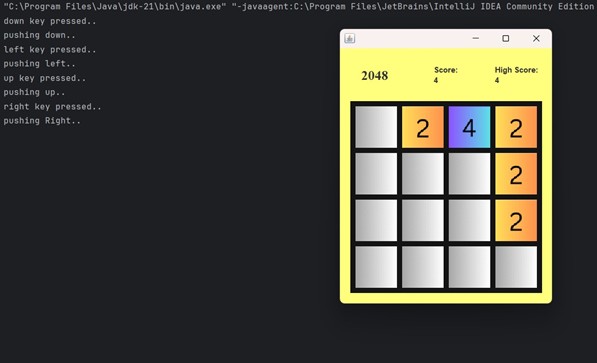 "C:\Program Files\Java\jdk-21\bin\java.exe" "-javaagent:C:\Program Files\JetBrains\IntelliJ IDEA Community Edition
down key pressed..
pushing down..
left key pressed..
pushing left..
up key pressed..
pushing up..
right key pressed..
pushing Right..
2048
Score:
4
High Score:
4
2 4 2
2
2